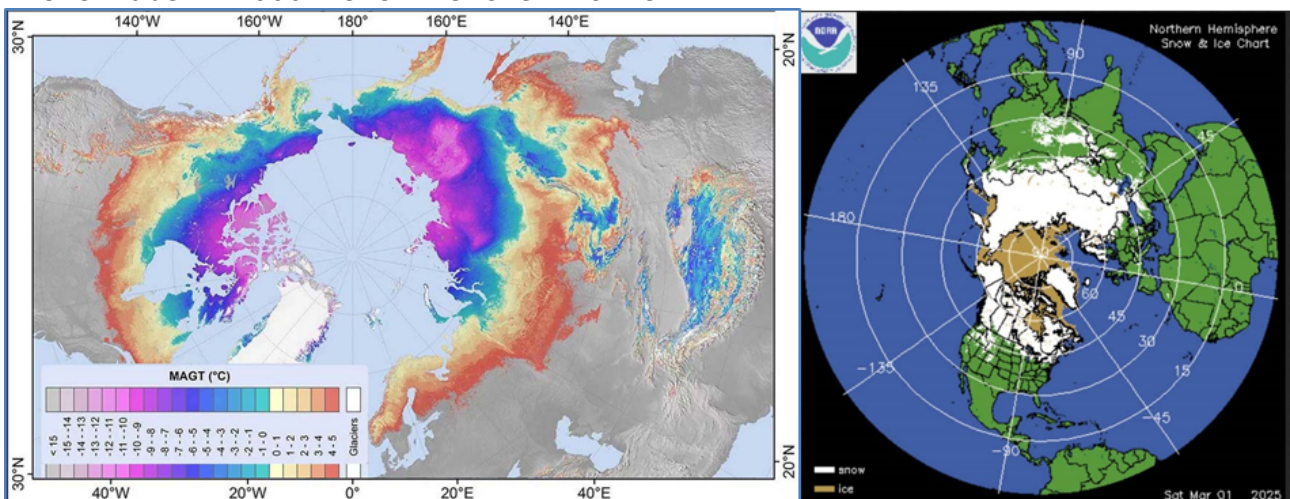 140°W 160°W 180° 160°E 140°E
30°N
20°N
MAGT (°C)
< 15
-15 - -14
-14 - -13
-13 - -12
-12 - -11
-11 - -10
-10 - -9
-9 - -8
-8 - -7
-7 - -6
-6 - -5
-5 - -4
-4 - -3
-3 - -2
-2 - -1
-1 - 0
0 - 1
1 - 2
2 - 3
3 - 4
4 - 5
Glaciers
30°N
20°N
40°W 20°W 0° 20°E 40°E
NOAA
Northern Hemisphere
Snow & Ice Chart
90
135
45
180
0
60
45
30
15
-135
-45
-90
snow
ice
Sat Mar 01 2025